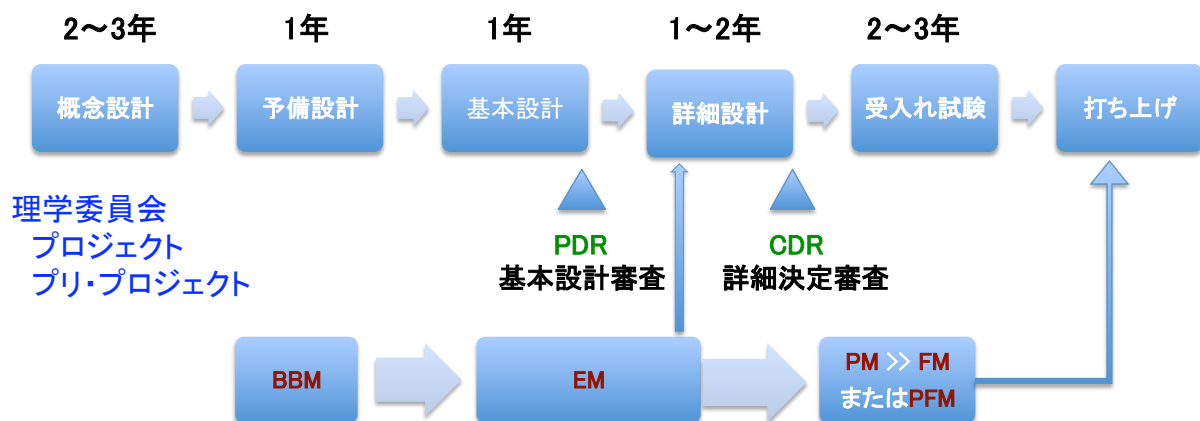 2～3年
1年
1年
1～2年
2～3年
概念設計
予備設計
基本設計
詳細設計
受入れ試験
打ち上げ
理学委員会
プロジェクト
プリ・プロジェクト
PDR
基本設計審査
CDR
詳細決定審査
BBM
EM
PM >> FM
またはPFM